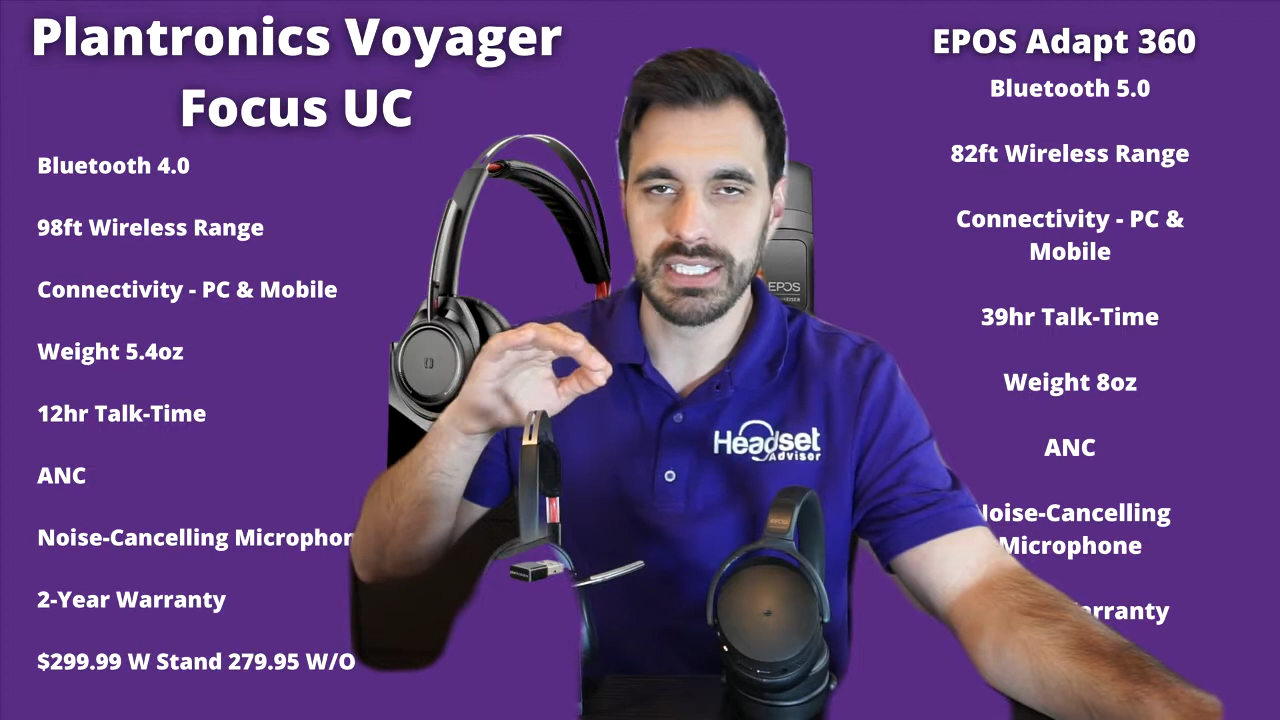 Plantronics Voyager
Focus UC
Bluetooth 4.0
98ft Wireless Range
Connectivity - PC & Mobile
Weight 5.4oz
12hr Talk-Time
ANC
Noise-Cancelling Microphon
2-Year Warranty
$299.99 W Stand 279.95 W/O
EPOS
Headset
Advisor
EPOS Adapt 360
Bluetooth 5.0
82ft Wireless Range
Connectivity - PC &
Mobile
39hr Talk-Time
Weight 8oz
ANC
Noise-Cancelling
Microphone
arranty